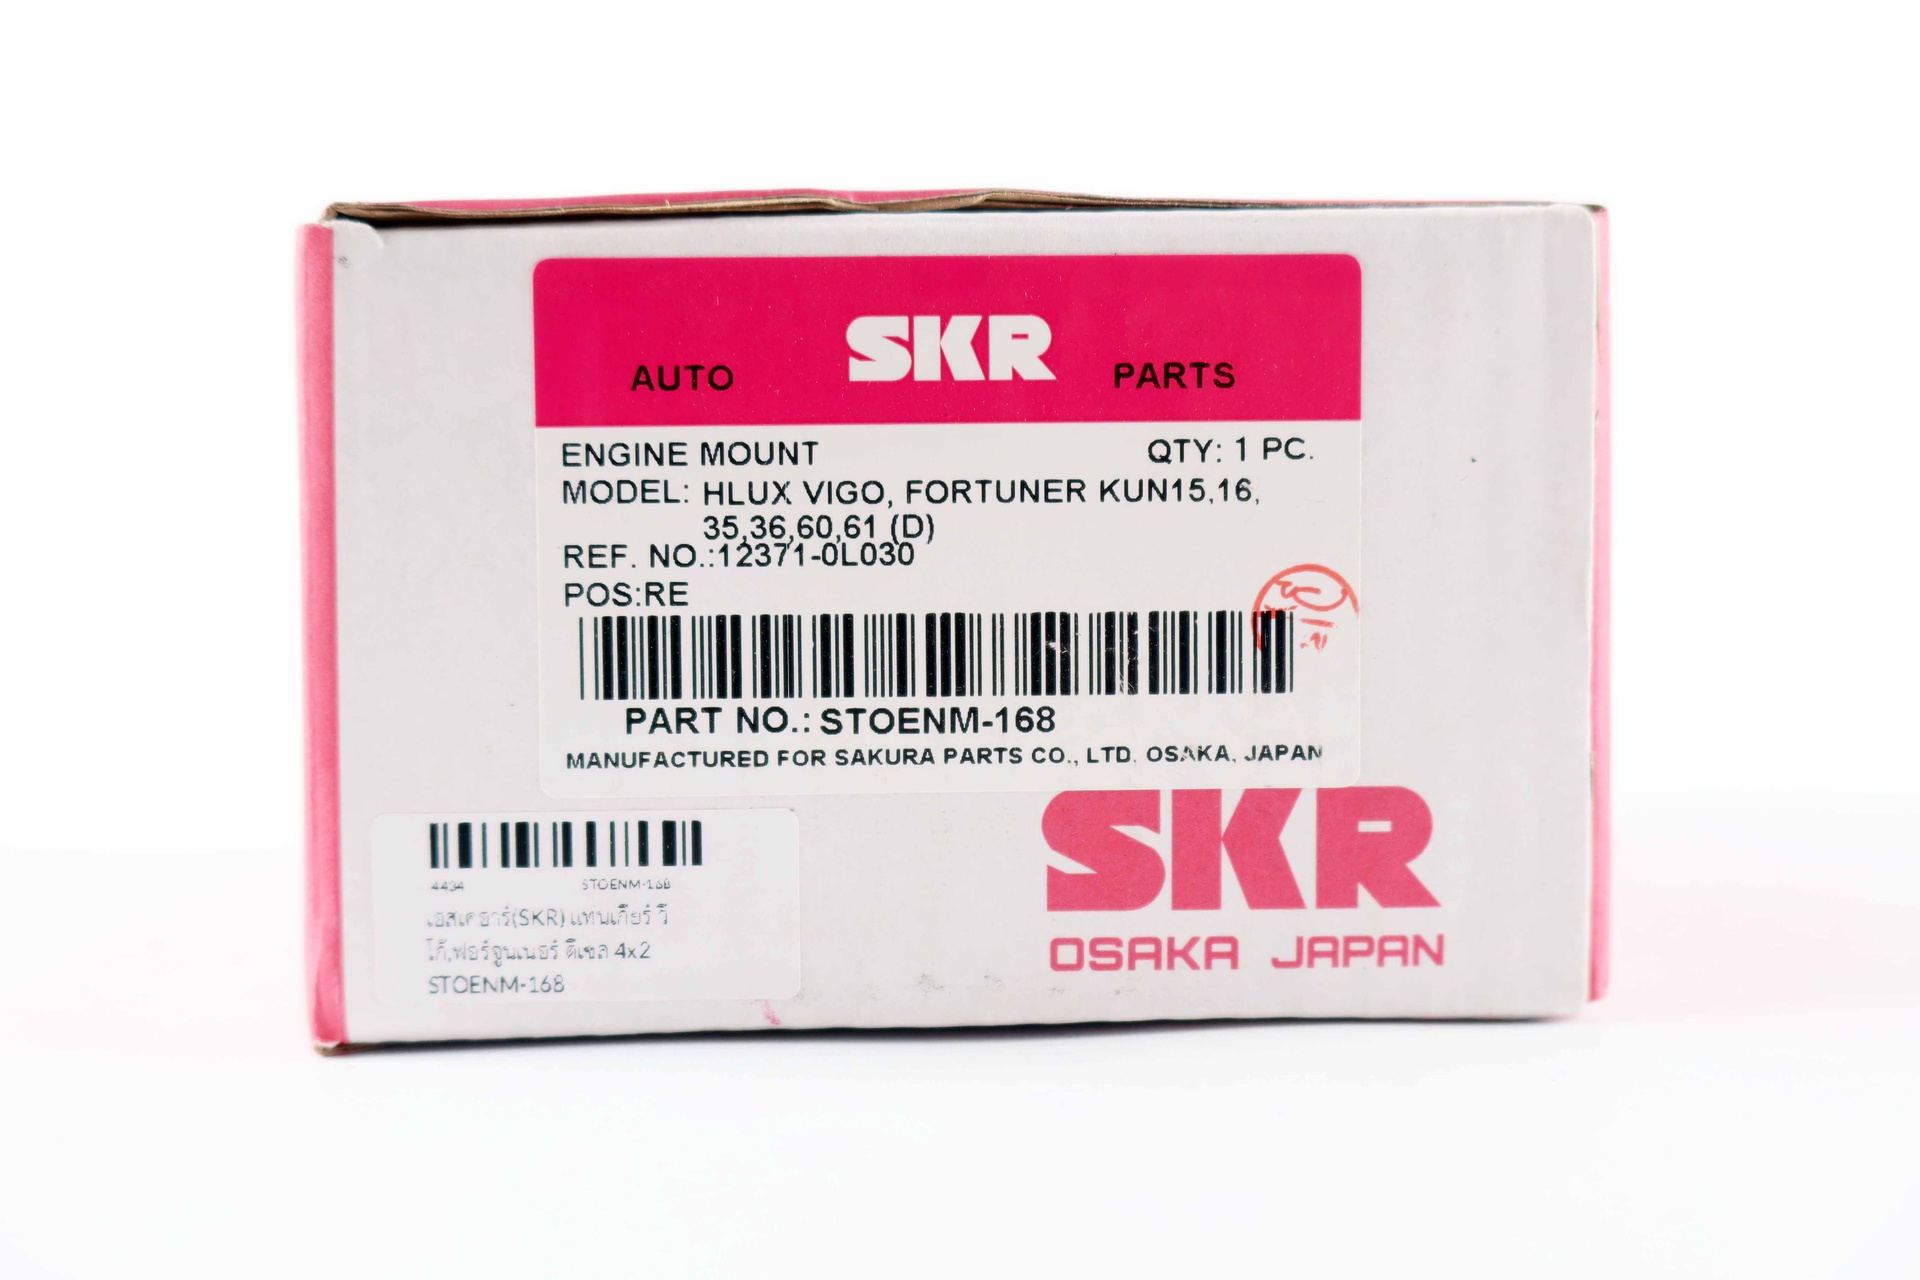 SKR
AUTO PARTS
ENGINE MOUNT QTY: 1 PC.
MODEL: HLUX VIGO, FORTUNER KUN15,16,
35,36,60,61 (D)
REF. NO.:12371-0L030
POS:RE
PART NO.: STOENM-168
MANUFACTURED FOR SAKURA PARTS CO., LTD. OSAKA, JAPAN
SKR
OSAKA JAPAN
4434 STOENM-168
เอสเคอาร์(SKR) แท่นเกียร์ วี
โก้,ฟอร์จูนเนอร์ ดีเซล 4x2
STOENM-168